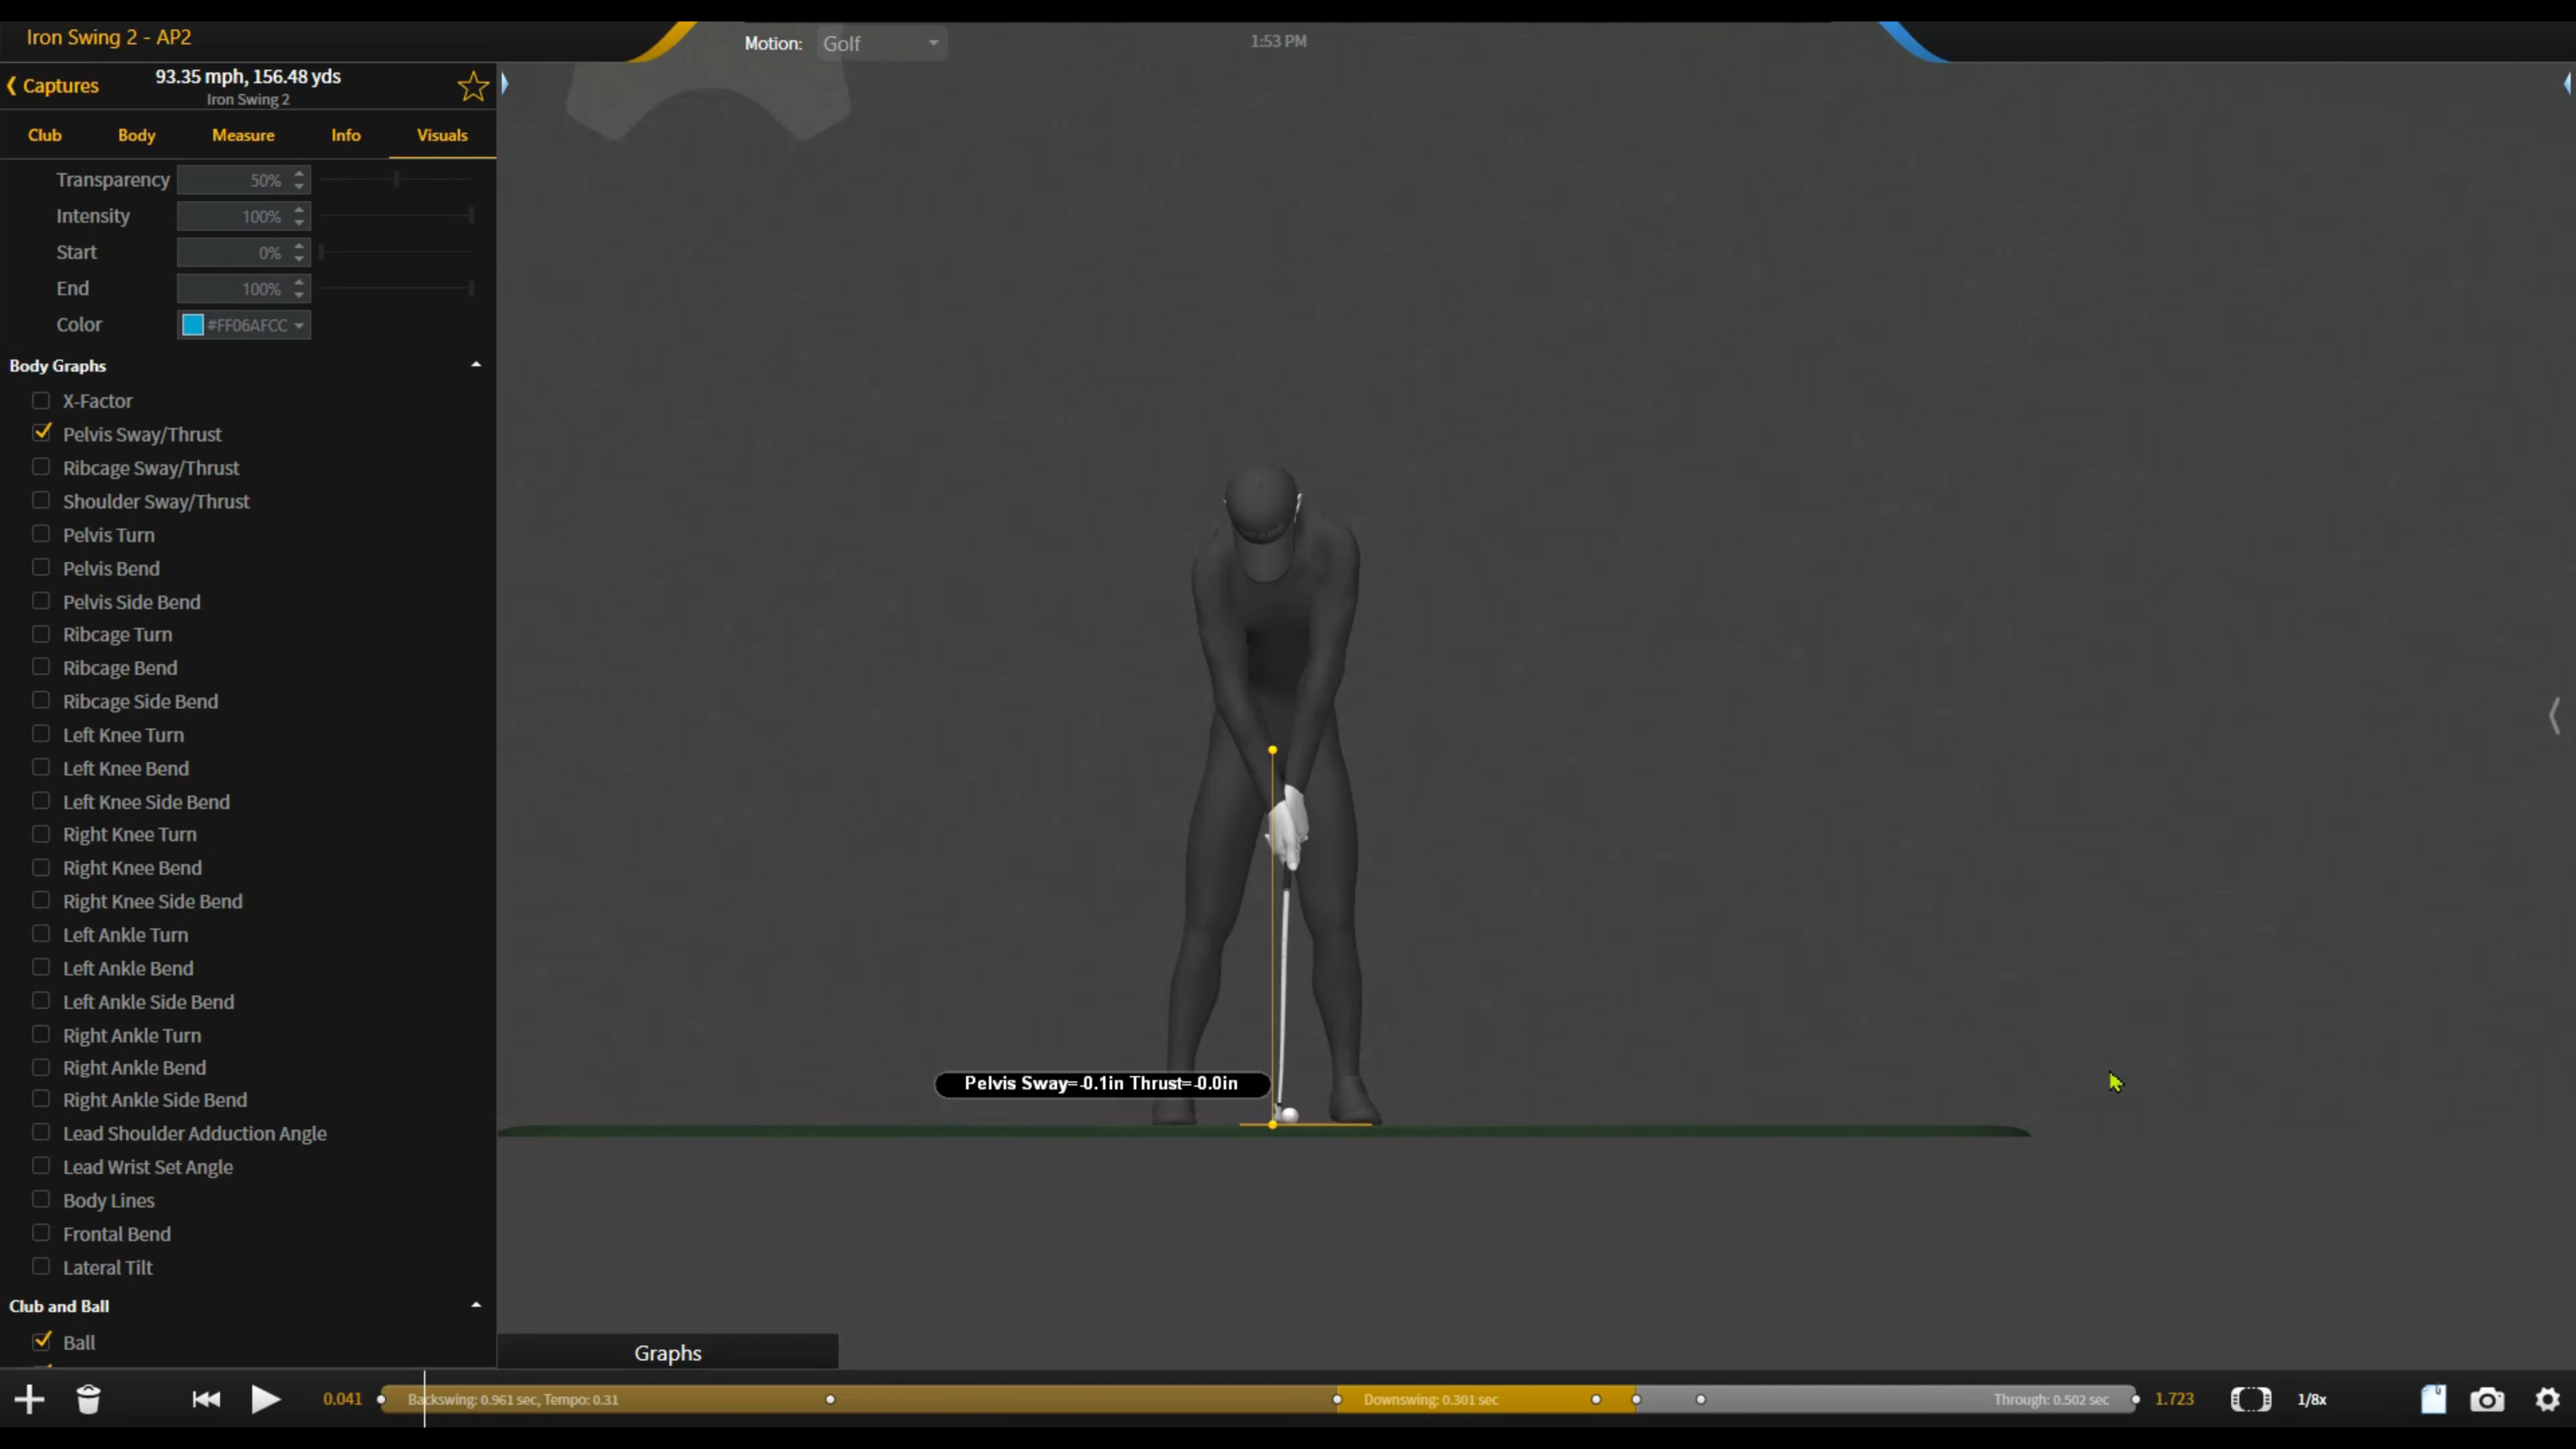 Iron Swing 2 - AP2
Motion: Golf
1:53 PM
Captures
93.35 mph, 156.48 yds
Iron Swing 2
Club Body Measure Info Visuals
Transparency 50%
Intensity 100%
Start 0%
End 100%
Color #FF06AFCC
Body Graphs
X-Factor
Pelvis Sway/Thrust
Ribcage Sway/Thrust
Shoulder Sway/Thrust
Pelvis Turn
Pelvis Bend
Pelvis Side Bend
Ribcage Turn
Ribcage Bend
Ribcage Side Bend
Left Knee Turn
Left Knee Bend
Left Knee Side Bend
Right Knee Turn
Right Knee Bend
Right Knee Side Bend
Left Ankle Turn
Left Ankle Bend
Left Ankle Side Bend
Right Ankle Turn
Right Ankle Bend
Right Ankle Side Bend
Lead Shoulder Adduction Angle
Lead Wrist Set Angle
Body Lines
Frontal Bend
Lateral Tilt
Club and Ball
Ball
Pelvis Sway=-0.1in Thrust=-0.0in
Graphs
0.041 Backswing: 0.961 sec, Tempo: 0.31 Downswing: 0.301 sec Through: 0.502 sec 1.723 1/8x